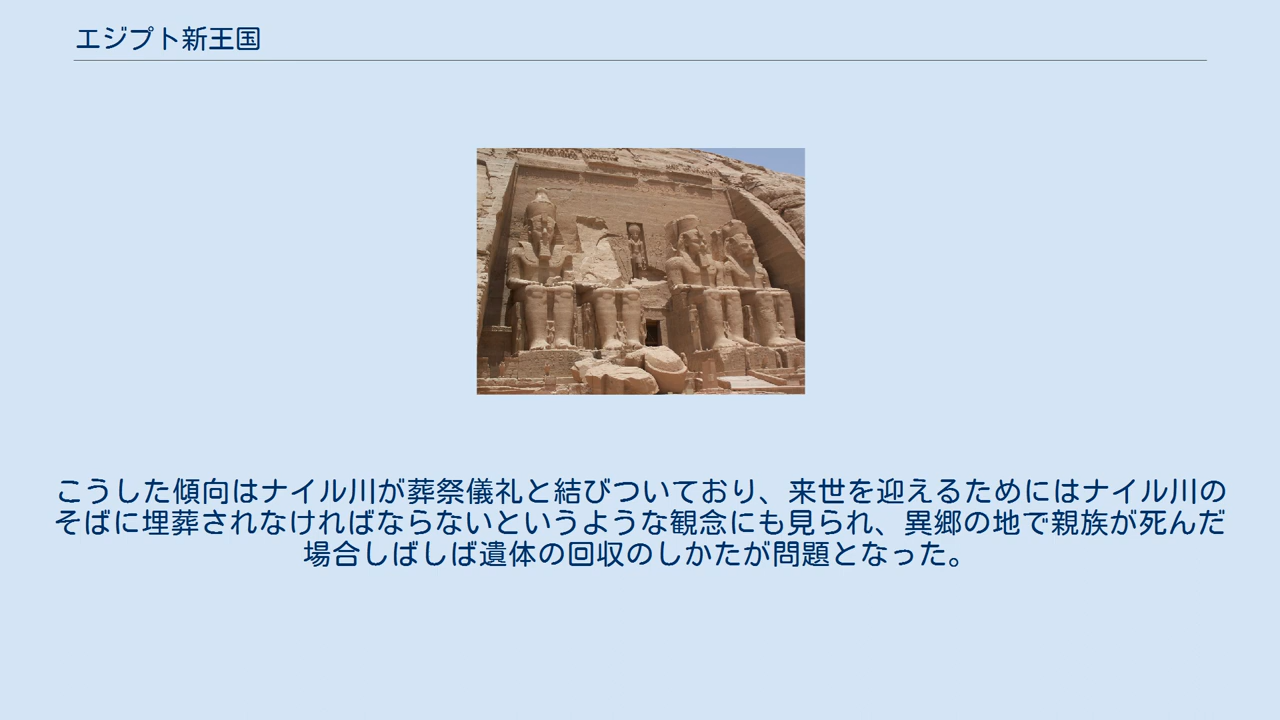 エジプト新王国
こうした傾向はナイル川が葬祭儀礼と結びついており、来世を迎えるためにはナイル川の
そばに埋葬されなければならないというような観念にも見られ、異郷の地で親族が死んだ
場合しばしば遺体の回収のしかたが問題となった。